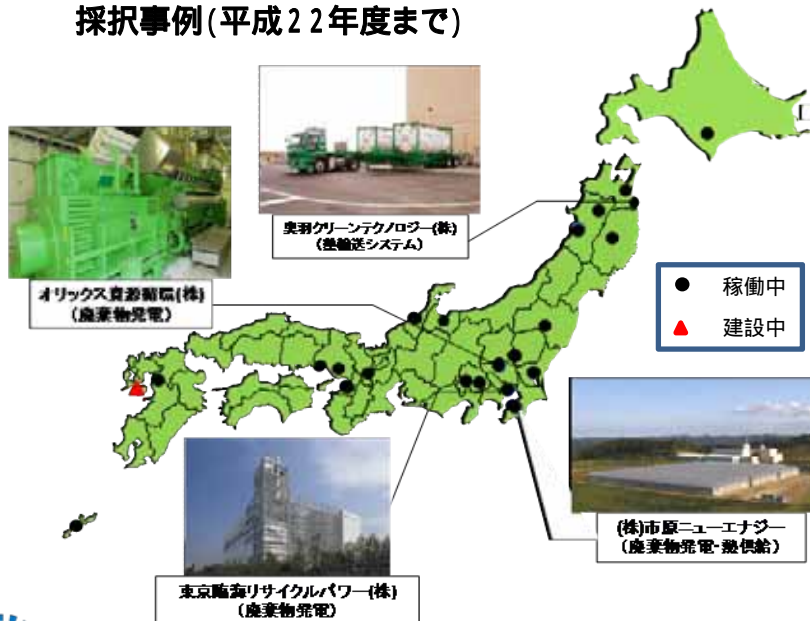 採択事例(平成22年度まで)
奥羽クリーンテクノロジー(株)
(熱輸送システム)
オリックス資源循環(株)
(廃棄物発電)
● 稼働中
▲ 建設中
(株)市原ニューエナジー
(廃棄物発電・熱供給)
東京臨海リサイクルパワー(株)
(廃棄物発電)